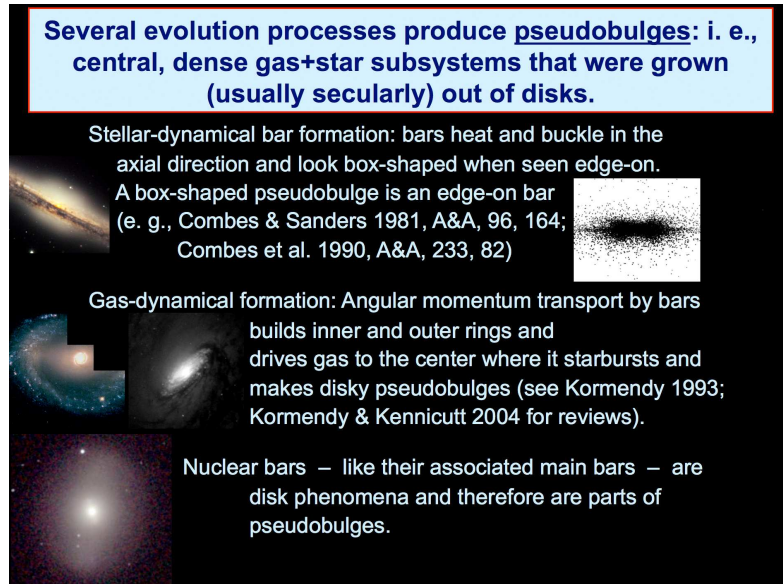 Several evolution processes produce pseudobulges: i. e.,
central, dense gas+star subsystems that were grown
(usually secularly) out of disks.
Stellar-dynamical bar formation: bars heat and buckle in the
axial direction and look box-shaped when seen edge-on.
A box-shaped pseudobulge is an edge-on bar
(e. g., Combes & Sanders 1981, A&A, 96, 164;
Combes et al. 1990, A&A, 233, 82)
Gas-dynamical formation: Angular momentum transport by bars
builds inner and outer rings and
drives gas to the center where it starbursts and
makes disky pseudobulges (see Kormendy 1993;
Kormendy & Kennicutt 2004 for reviews).
Nuclear bars – like their associated main bars – are
disk phenomena and therefore are parts of
pseudobulges.